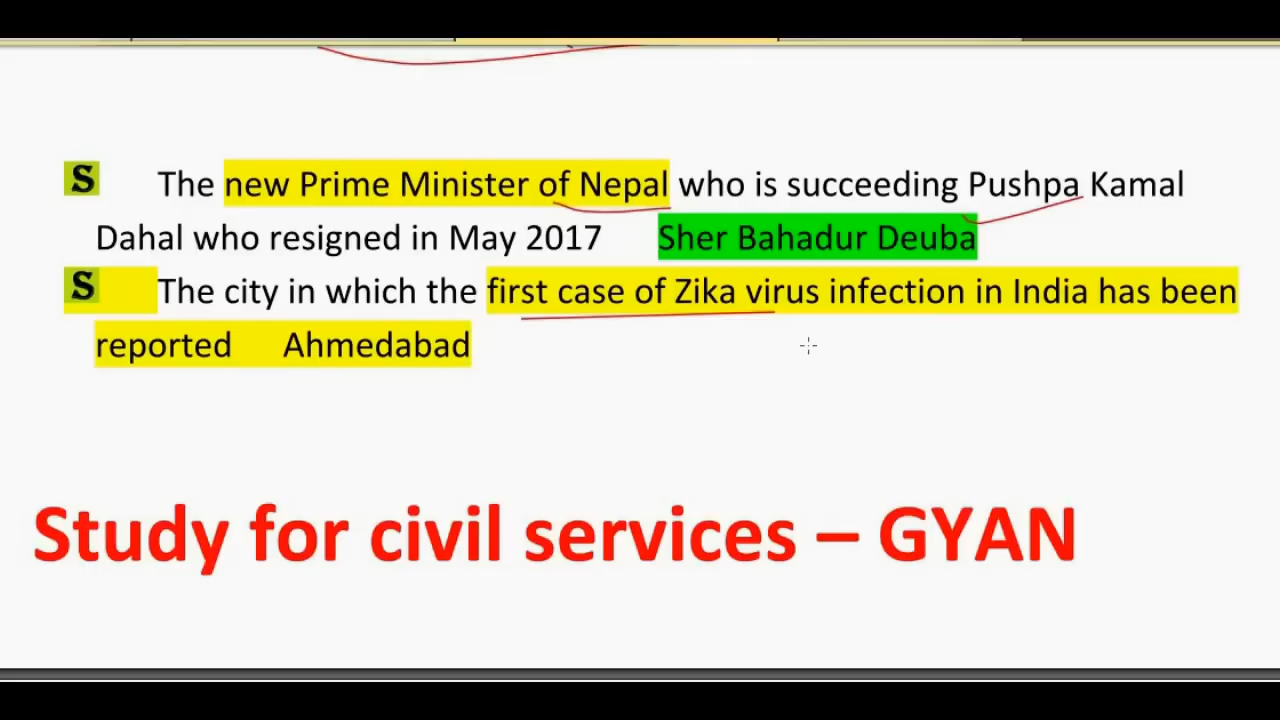 S The new Prime Minister of Nepal who is succeeding Pushpa Kamal
Dahal who resigned in May 2017 Sher Bahadur Deuba
S The city in which the first case of Zika virus infection in India has been
reported Ahmedabad
Study for civil services – GYAN